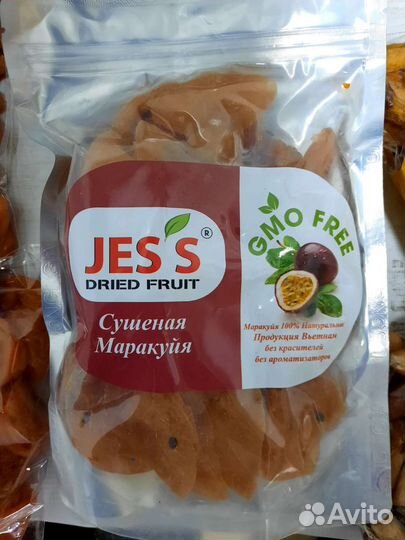 JES'S®
DRIED FRUIT
Сушеная
Маракуйя
GMO FREE
Маракуйя 100% Натуральные
Продукция Вьетнам
без красителей
без ароматизаторов
Avito